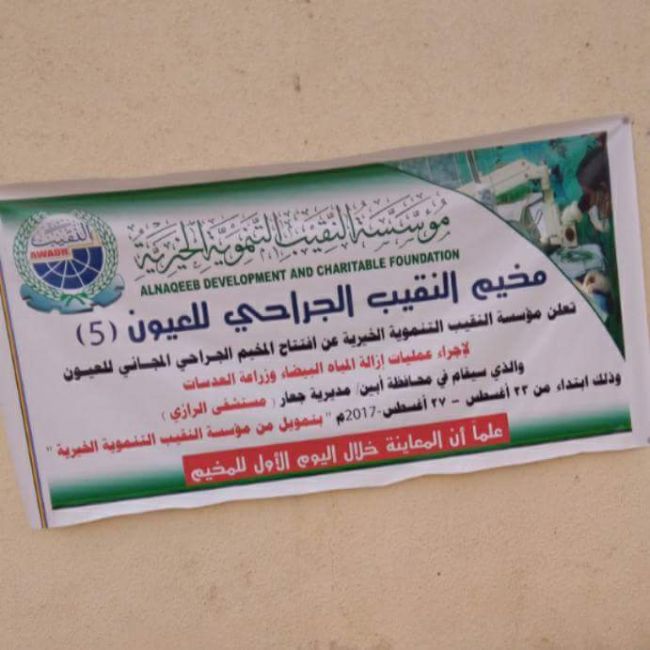 النقيب
AWADN
مؤسسة النقيب التنموية الخيرية
ALNAQEEB DEVELOPMENT AND CHARITABLE FOUNDATION
مخيم النقيب الجراحي للعيون (5)
تعلن مؤسسة النقيب التنموية الخيرية عن افتتاح المخيم الجراحي المجاني للعيون
لإجراء عمليات إزالة المياه البيضاء وزراعة العدسات
والذي سيقام في محافظة أبين/ مديرية جعار ( مستشفى الرازي )
وذلك ابتداء من ٢٣ أغسطس – ٢٧ أغسطس-2017م " بتمويل من مؤسسة النقيب التنموية الخيرية "
علماً أن المعاينة خلال اليوم الأول للمخيم